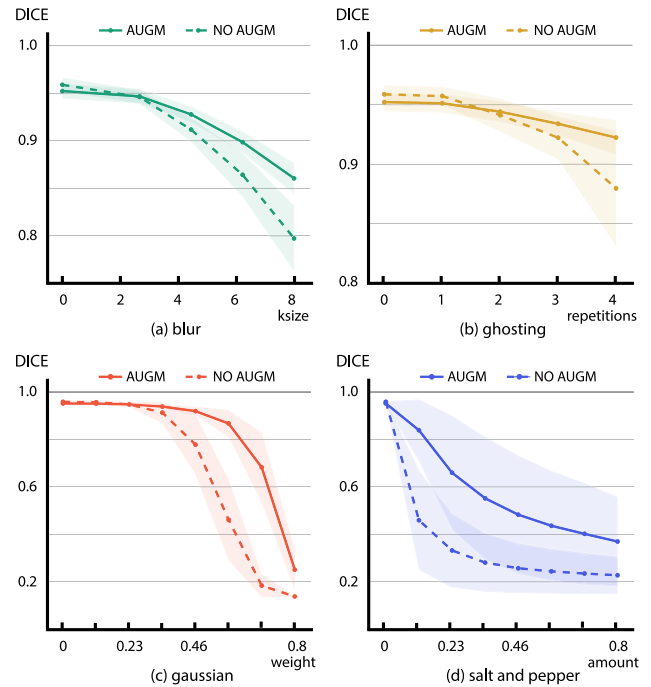 DICE
AUGM NO AUGM
1.0
0.9
0.8
0 2 4 6 8
ksize
(a) blur
DICE
AUGM NO AUGM
1.0
0.9
0.8
0 1 2 3 4
repetitions
(b) ghosting
DICE
AUGM NO AUGM
1.0
0.6
0.2
0 0.23 0.46 0.8
weight
(c) gaussian
DICE
AUGM NO AUGM
1.0
0.6
0.2
0 0.23 0.46 0.8
amount
(d) salt and pepper